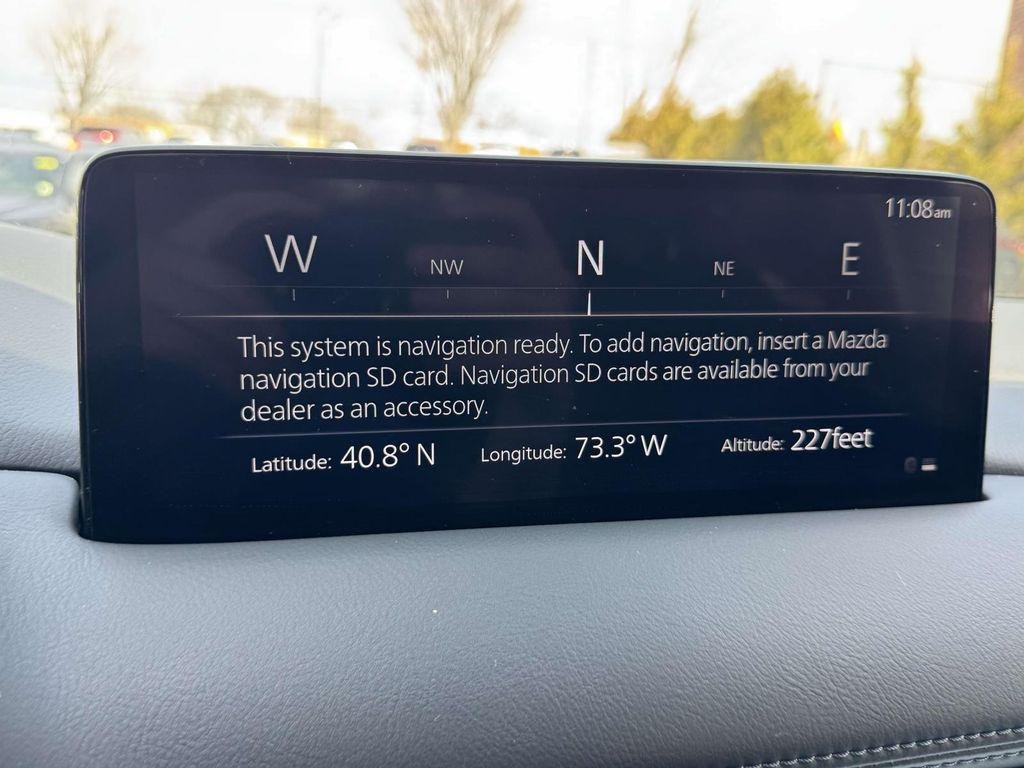 11:08am
W NW N NE E
This system is navigation ready. To add navigation, insert a Mazda
navigation SD card. Navigation SD cards are available from your
dealer as an accessory.
Latitude: 40.8° N Longitude: 73.3° W Altitude: 227feet